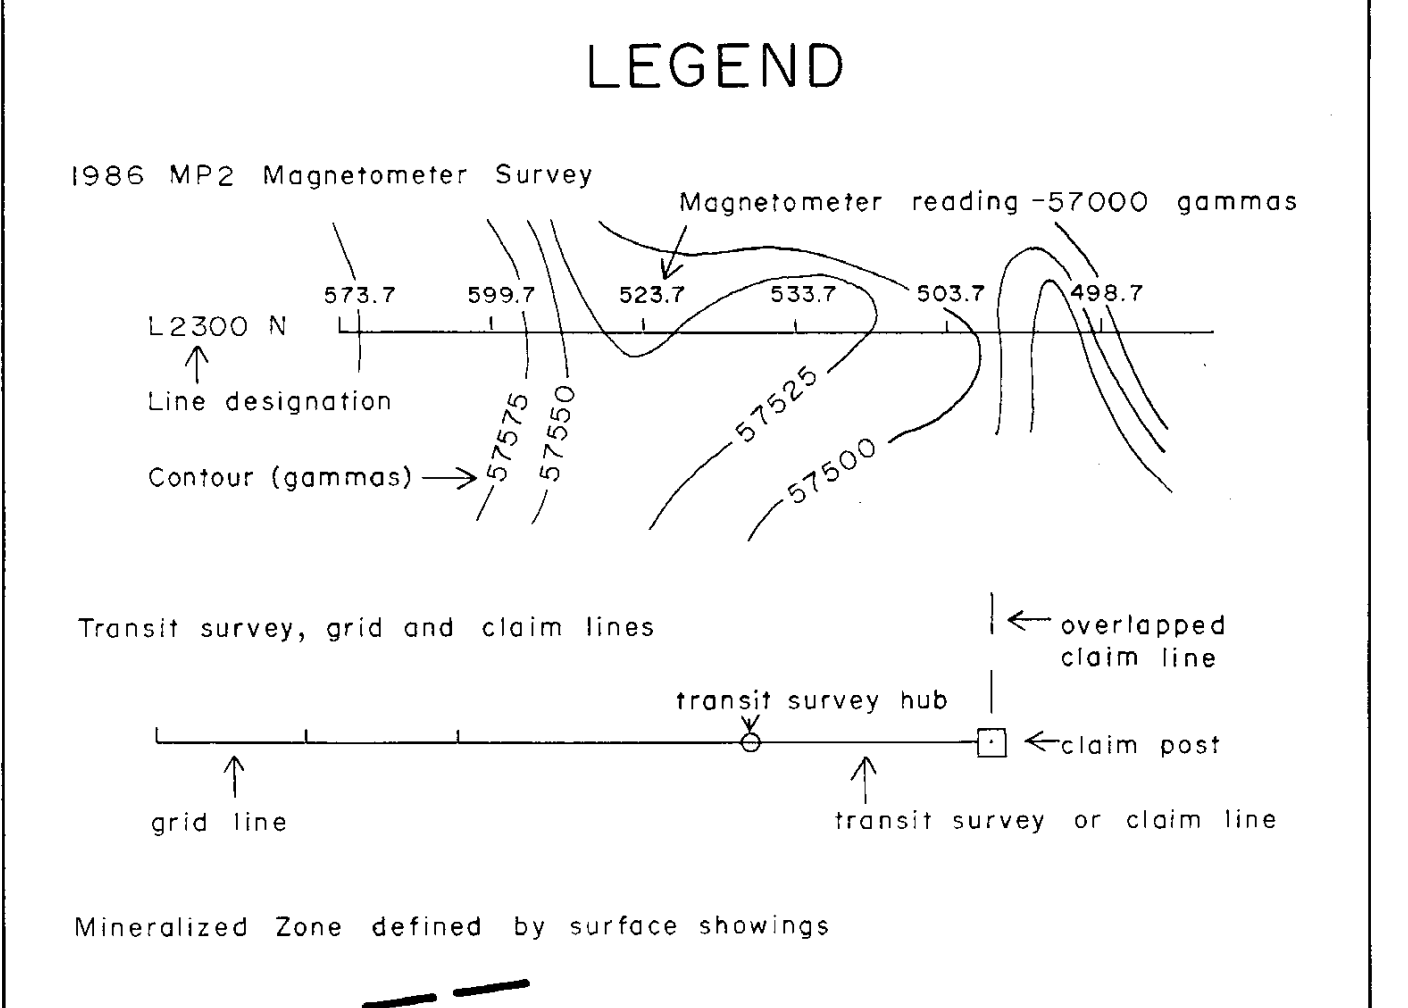 LEGEND
1986 MP2 Magnetometer Survey
Magnetometer reading -57000 gammas
573.7 599.7 523.7 533.7 503.7 498.7
L2300 N
Line designation
57575
57550
57525
57500
Contour (gammas)
Transit survey, grid and claim lines
overlapped
claim line
transit survey hub
claim post
grid line
transit survey or claim line
Mineralized Zone defined by surface showings